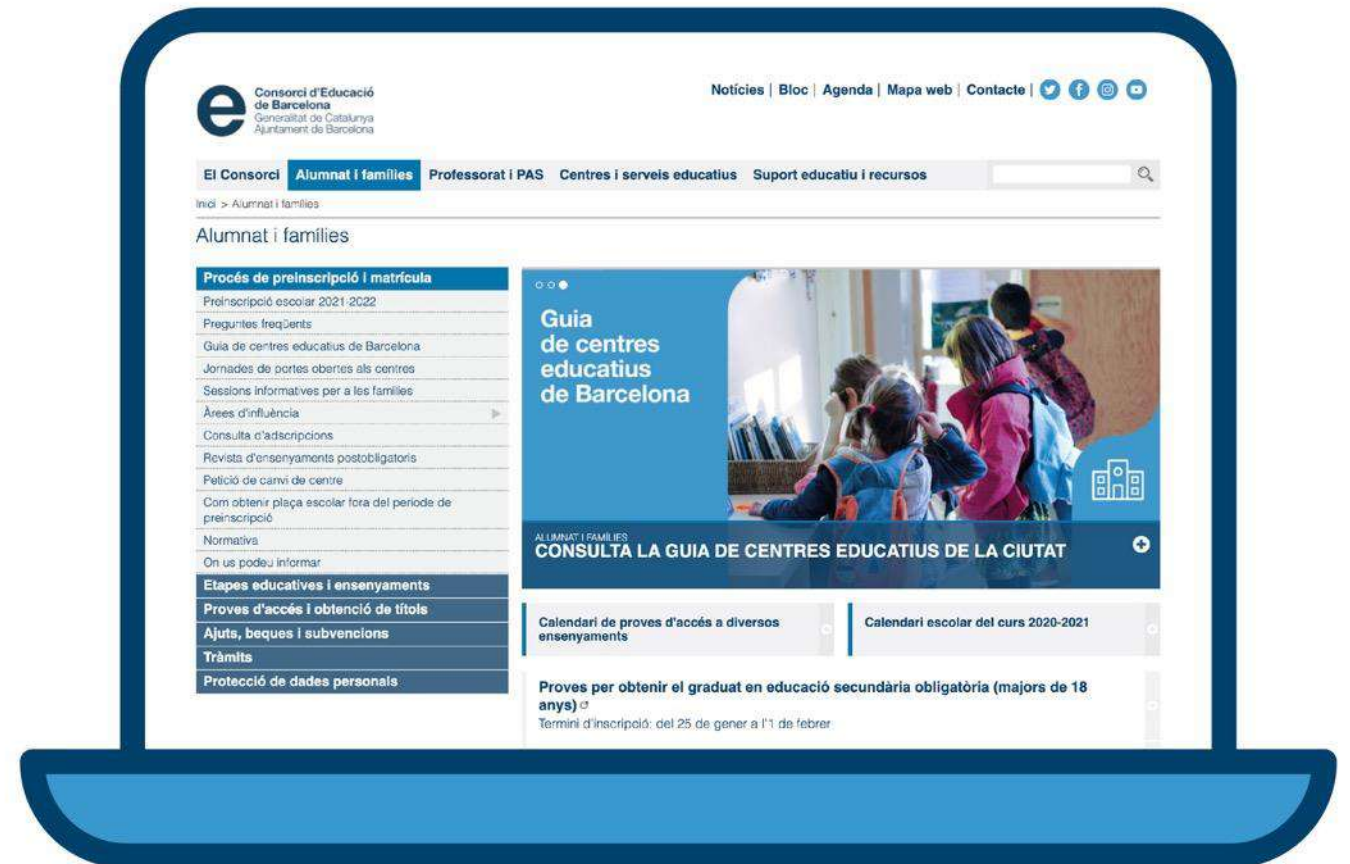 Consorci d'Educació
de Barcelona
Generalitat de Catalunya
Ajuntament de Barcelona
Notícies | Bloc | Agenda | Mapa web | Contacte |
El Consorci Alumnat i famílies Professorat i PAS Centres i serveis educatius Suport educatiu i recursos
Inici > Alumnat i famílies
Alumnat i famílies
Procés de preinscripció i matrícula
Preinscripció escolar 2021-2022
Preguntes freqüents
Guia de centres educatius de Barcelona
Jornades de portes obertes als centres
Sessions informatives per a les famílies
Àrees d'influència
Consulta d'adscripcions
Revista d'ensenyaments postobligatoris
Petició de canvi de centre
Com obtenir plaça escolar fora del període de
preinscripció
Normativa
On us podeu informar
Etapes educatives i ensenyaments
Proves d'accés i obtenció de títols
Ajuts, beques i subvencions
Tràmits
Protecció de dades personals
Guia
de centres
educatius
de Barcelona
ALUMNAT I FAMÍLIES
CONSULTA LA GUIA DE CENTRES EDUCATIUS DE LA CIUTAT
Calendari de proves d'accés a diversos
ensenyaments
Calendari escolar del curs 2020-2021
Proves per obtenir el graduat en educació secundària obligatòria (majors de 18
anys)
Termini d'inscripció: del 25 de gener a l'1 de febrer